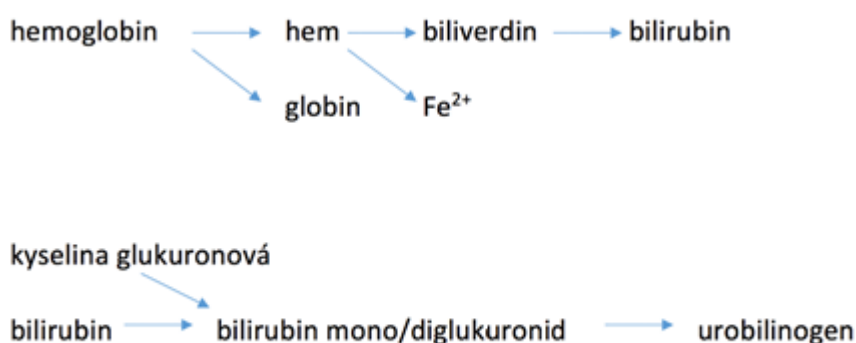 hemoglobin hem biliverdin bilirubin
globin Fe²⁺
kyselina glukuronová
bilirubin bilirubin mono/diglukuronid urobilinogen